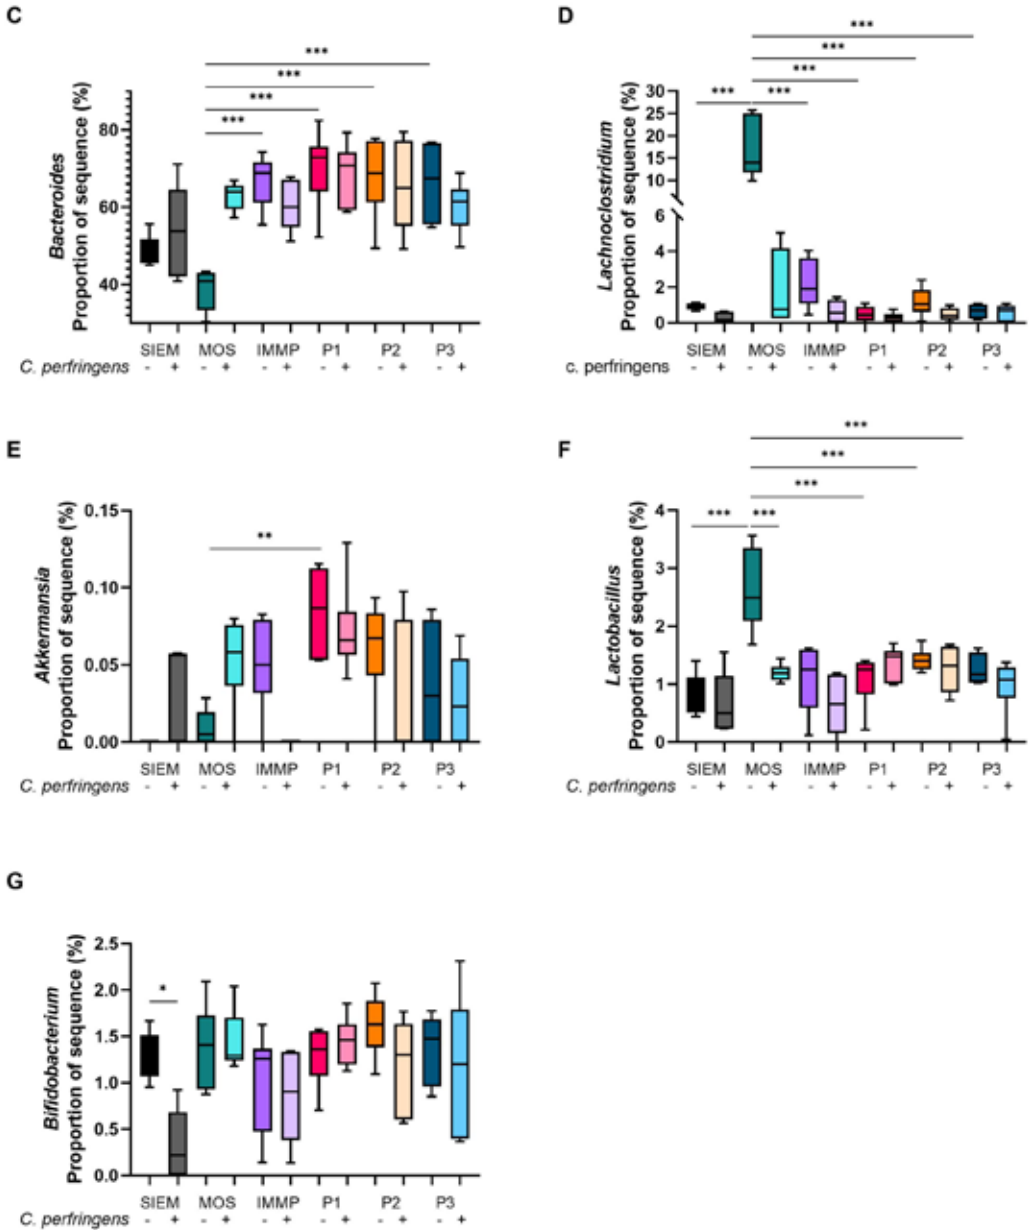 C
***
***
***
***
Bacteroides
Proportion of sequence (%)
80
60
40
SIEM MOS IMMP P1 P2 P3
C. perfringens - + - + - + - + - + - +
D
***
***
***
*** ***
Lachnoclostridium
Proportion of sequence (%)
30
25
20
15
10
6
4
2
0
SIEM MOS IMMP P1 P2 P3
c. perfringens - + - + - + - + - + - +
E
**
Akkermansia
Proportion of sequence (%)
0.15
0.10
0.05
0.00
SIEM MOS IMMP P1 P2 P3
C. perfringens - + - + - + - + - + - +
F
***
***
***
*** ***
Lactobacillus
Proportion of sequence (%)
4
3
2
1
0
SIEM MOS IMMP P1 P2 P3
C. perfringens - + - + - + - + - + - +
G
*
Bifidobacterium
Proportion of sequence (%)
2.5
2.0
1.5
1.0
0.5
0.0
SIEM MOS IMMP P1 P2 P3
C. perfringens - + - + - + - + - + - +